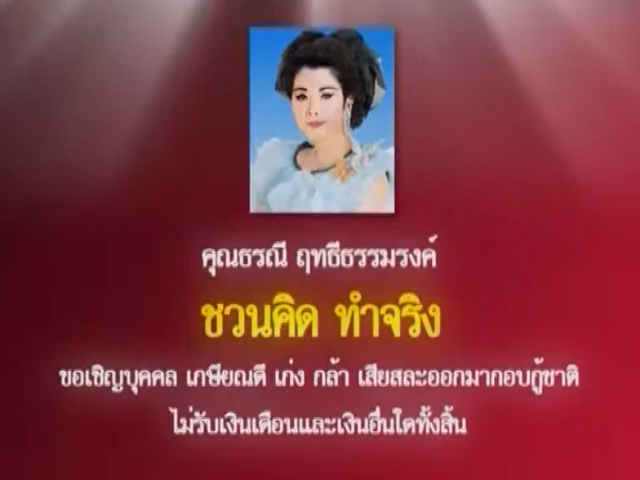 คุณธรณี ฤทธีธรรมรงค์
ชวนคิด ทำจริง
ขอเชิญบุคคล เกษียณดี เก่ง กล้า เสียสละออกมากอบกู้ชาติ
ไม่รับเงินเดือนและเงินอื่นใดทั้งสิ้น